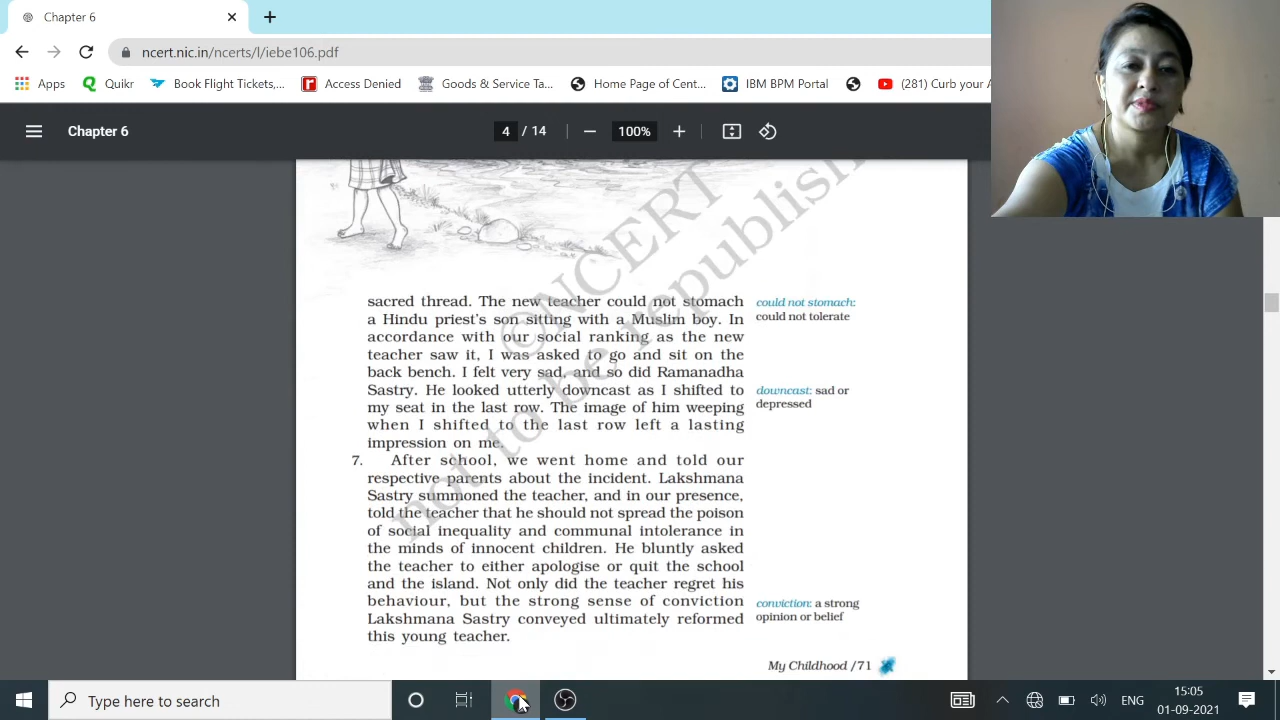 Chapter 6
ncert.nic.in/ncerts/l/iebe106.pdf
Apps
Quikr
Book Flight Tickets,...
Access Denied
Goods & Service Ta...
Home Page of Cent...
IBM BPM Portal
(281) Curb your
Chapter 6
4 / 14
100%
©NCERT
not to be republish
sacred thread. The new teacher could not stomach
a Hindu priest's son sitting with a Muslim boy. In
accordance with our social ranking as the new
teacher saw it, I was asked to go and sit on the
back bench. I felt very sad, and so did Ramanadha
Sastry. He looked utterly downcast as I shifted to
my seat in the last row. The image of him weeping
when I shifted to the last row left a lasting
impression on me.
could not stomach:
could not tolerate
downcast: sad or
depressed
7. After school, we went home and told our
respective parents about the incident. Lakshmana
Sastry summoned the teacher, and in our presence,
told the teacher that he should not spread the poison
of social inequality and communal intolerance in
the minds of innocent children. He bluntly asked
the teacher to either apologise or quit the school
and the island. Not only did the teacher regret his
behaviour, but the strong sense of conviction
Lakshmana Sastry conveyed ultimately reformed
this young teacher.
conviction: a strong
opinion or belief
My Childhood /71
Type here to search
ENG
15:05
01-09-2021